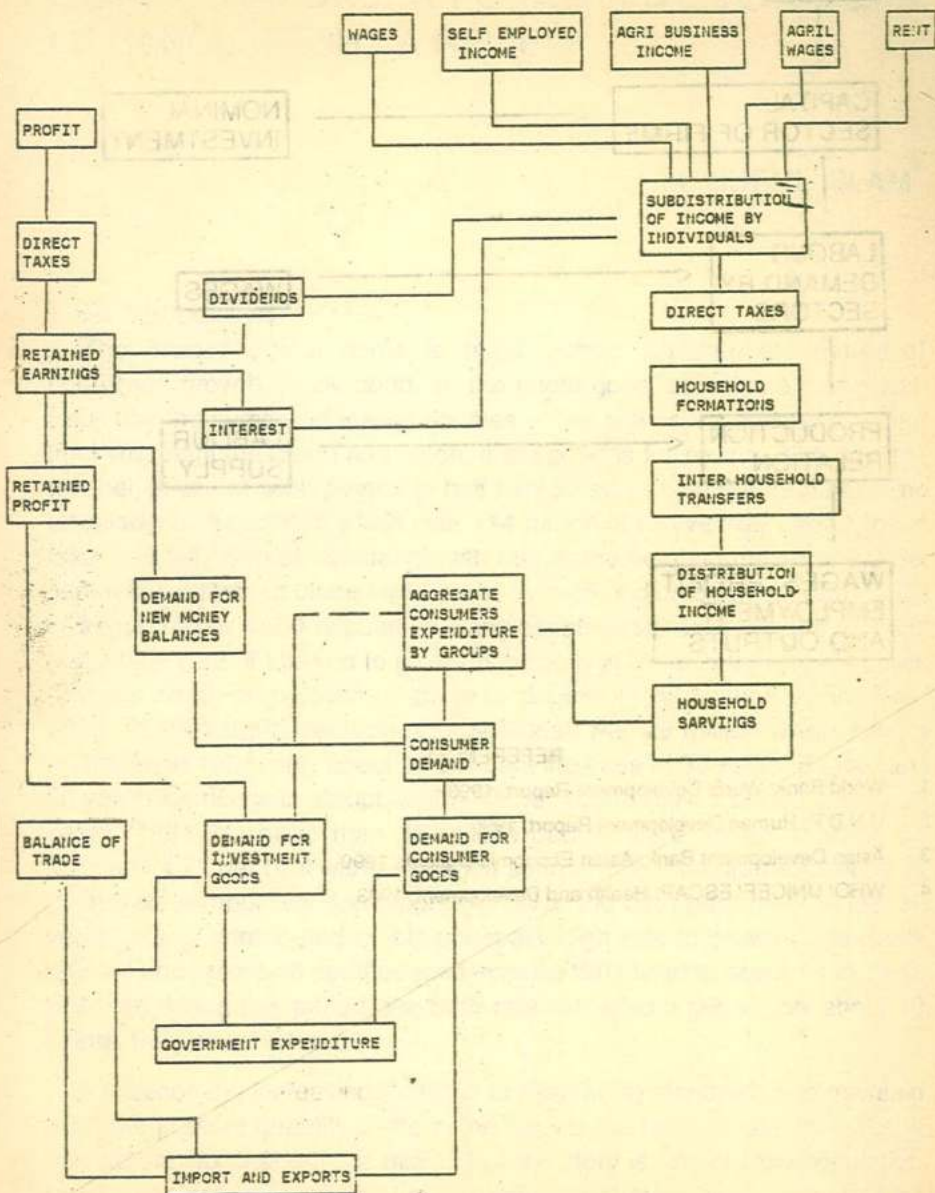 WAGES
SELF EMPLOYED
INCOME
AGRI BUSINESS
INCOME
AGRIL
WAGES
RENT
PROFIT
SUBDISTRIBUTION
OF INCOME BY
INDIVIDUALS
DIRECT
TAXES
DIVIDENDS
DIRECT TAXES
RETAINED
EARNINGS
HOUSEHOLD
FORMATIONS
INTEREST
RETAINED
PROFIT
INTER HOUSEHOLD
TRANSFERS
DEMAND FOR
NEW MONEY
BALANCES
AGGREGATE
CONSUMERS
EXPENDITURE
BY GROUPS
DISTRIBUTION
OF HOUSEHOLD-
INCOME
HOUSEHOLD
SARVINGS
CONSUMER
DEMAND
BALANCE OF
TRADE
DEMAND FOR
INVESTMENT
GOODS
DEMAND FOR
CONSUMER
GOODS
GOVERNMENT EXPENDITURE
IMPORT AND EXPORTS